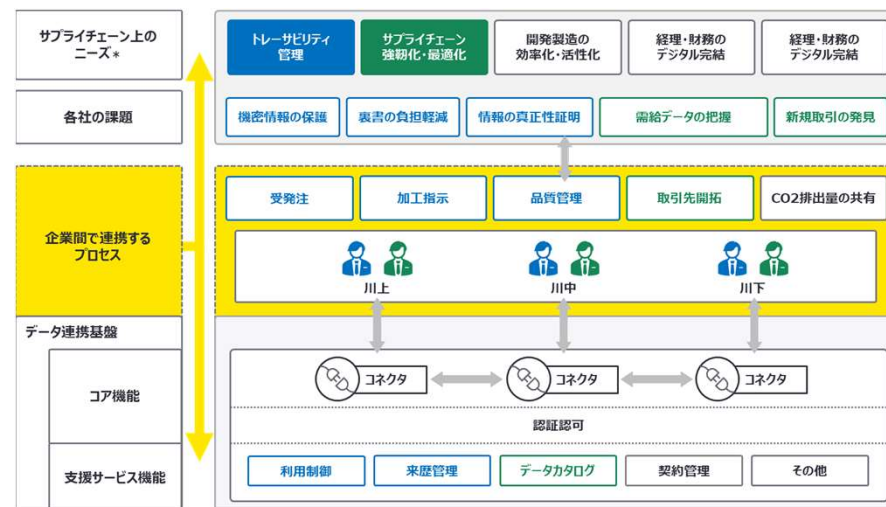 サプライチェーン上の
ニーズ*
トレーサビリティ
管理
サプライチェーン
強靭化・最適化
開発製造の
効率化・活性化
経理・財務の
デジタル完結
経理・財務の
デジタル完結
各社の課題
機密情報の保護
裏書の負担軽減
情報の真正性証明
需給データの把握
新規取引の発見
企業間で連携する
プロセス
受発注
加工指示
品質管理
取引先開拓
CO2排出量の共有
川上
川中
川下
データ連携基盤
コア機能
コネクタ
コネクタ
コネクタ
認証認可
支援サービス機能
利用制御
来歴管理
データカタログ
契約管理
その他